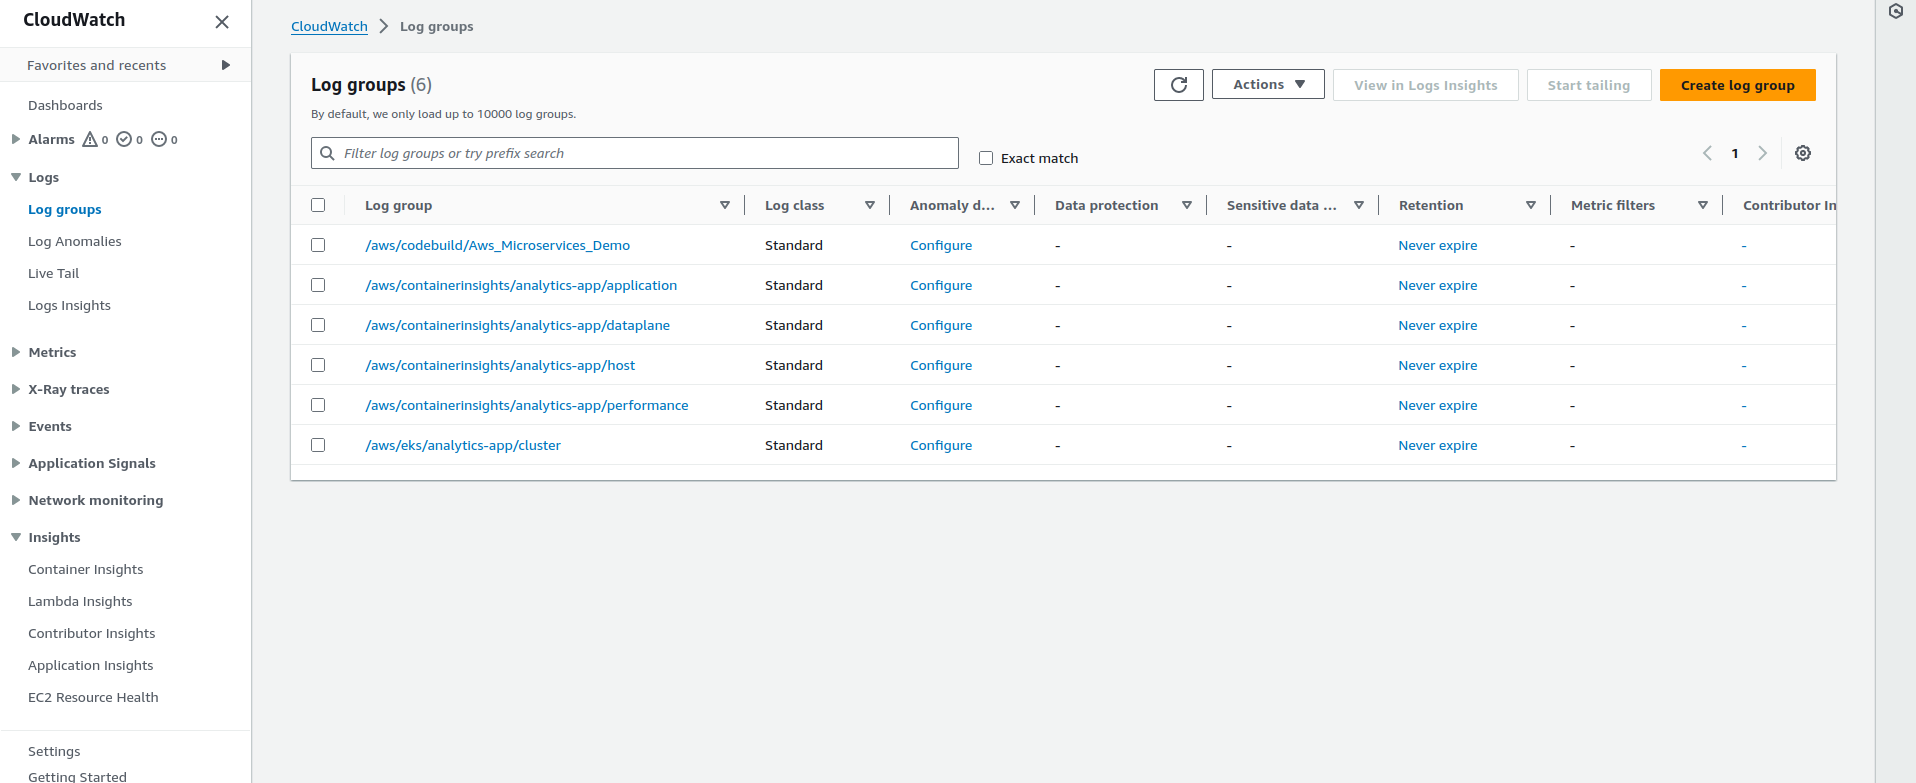 CloudWatch
Favorites and recents
Dashboards
Alarms 0 0 0
Logs
Log groups
Log Anomalies
Live Tail
Logs Insights
Metrics
X-Ray traces
Events
Application Signals
Network monitoring
Insights
Container Insights
Lambda Insights
Contributor Insights
Application Insights
EC2 Resource Health
Settings
Getting Started
CloudWatch > Log groups
Log groups (6)
By default, we only load up to 10000 log groups.
Actions
View in Logs Insights
Start tailing
Create log group
Filter log groups or try prefix search
Exact match
1
Log group Log class Anomaly d... Data protection Sensitive data ... Retention Metric filters Contributor In
/aws/codebuild/Aws_Microservices_Demo Standard Configure - - Never expire - -
/aws/containerinsights/analytics-app/application Standard Configure - - Never expire - -
/aws/containerinsights/analytics-app/dataplane Standard Configure - - Never expire - -
/aws/containerinsights/analytics-app/host Standard Configure - - Never expire - -
/aws/containerinsights/analytics-app/performance Standard Configure - - Never expire - -
/aws/eks/analytics-app/cluster Standard Configure - - Never expire - -